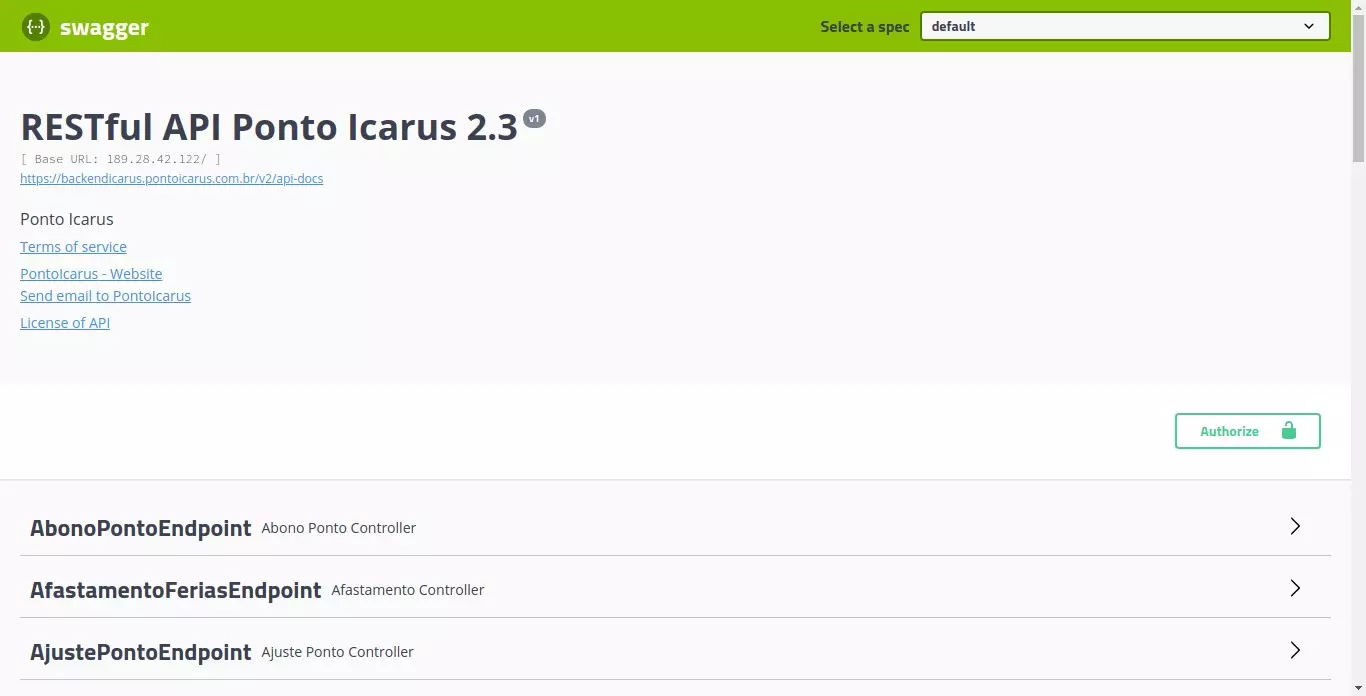 swagger
Select a spec
default
RESTful API Ponto Icarus 2.3 v1
[ Base URL: 189.28.42.122/ ]
https://backendicarus.pontoicarus.com.br/v2/api-docs
Ponto Icarus
Terms of service
PontoIcarus - Website
Send email to PontoIcarus
License of API
Authorize
AbonoPontoEndpoint Abono Ponto Controller
AfastamentoFeriasEndpoint Afastamento Controller
AjustePontoEndpoint Ajuste Ponto Controller